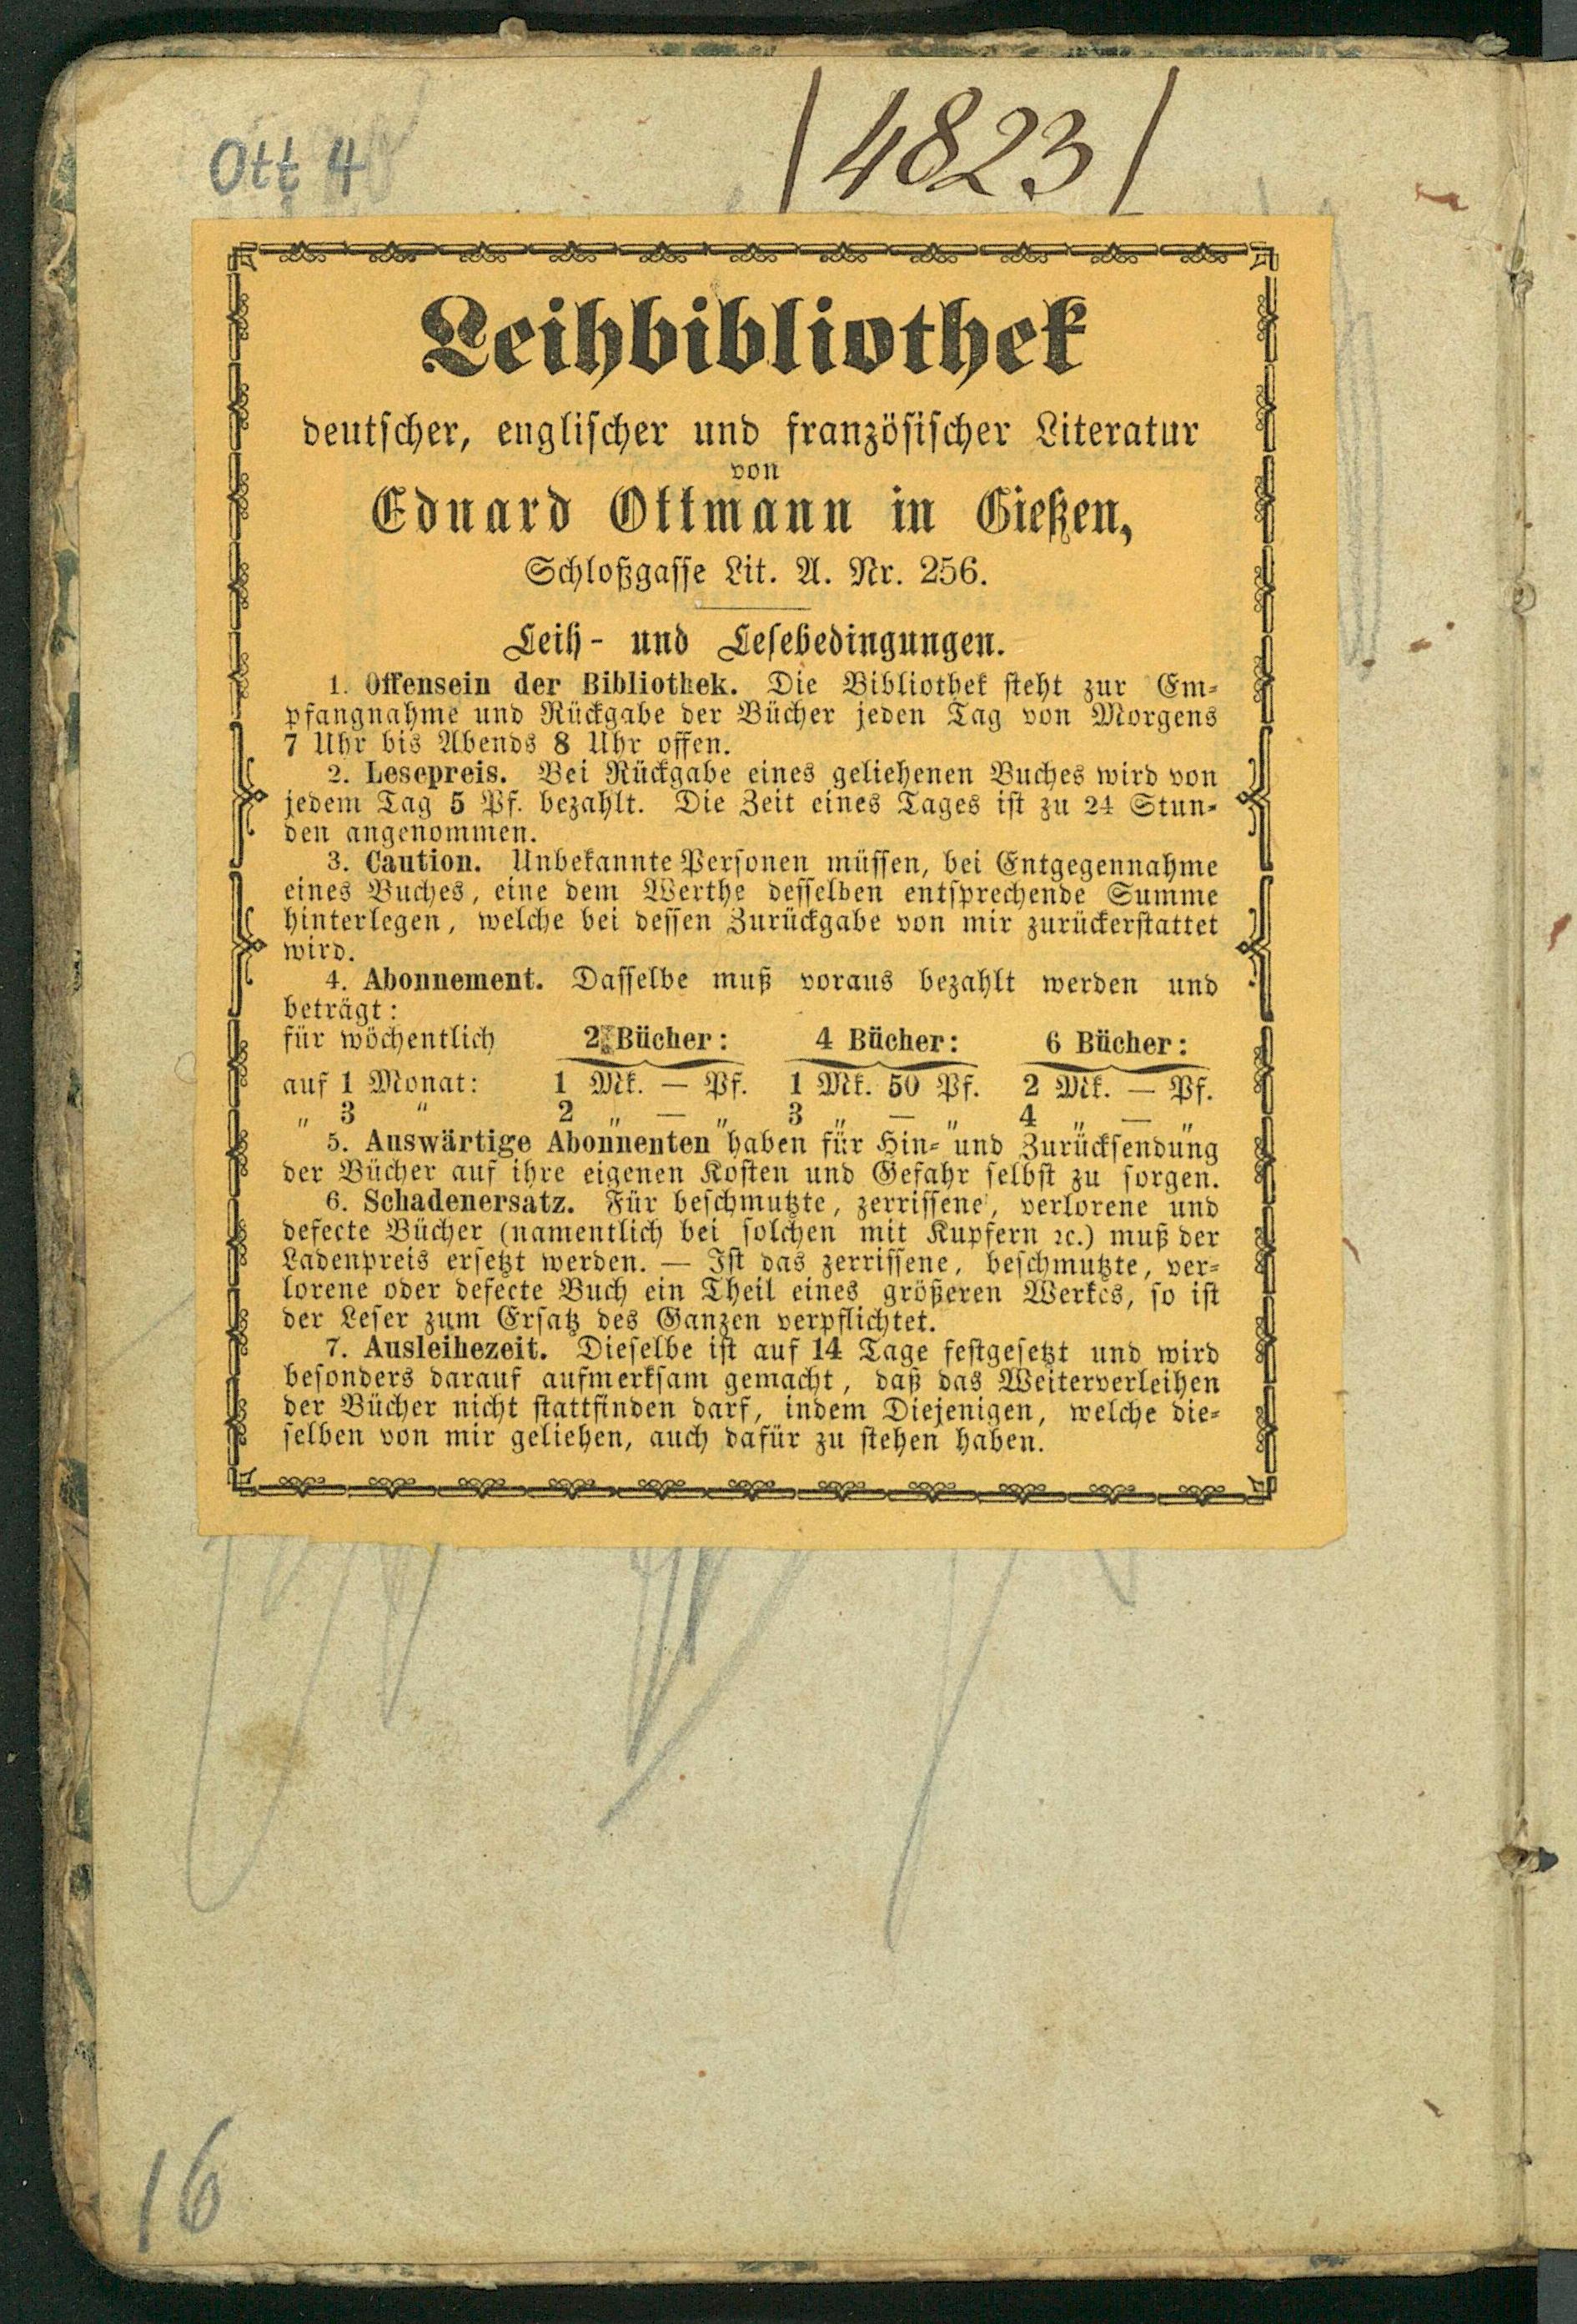 Ott 4
4823
Leihbibliothek
deutscher, englischer und französischer Literatur
von
Eduard Ottmann in Gießen,
Schloßgasse Lit. A. Nr. 256.
Leih- und Lesebedingungen.
1. Offensein der Bibliothek. Die Bibliothek steht zur Em-
pfangnahme und Rückgabe der Bücher jeden Tag von Morgens
7 Uhr bis Abends 8 Uhr offen.
2. Lesepreis. Bei Rückgabe eines geliehenen Buches wird von
jedem Tag 5 Pf. bezahlt. Die Zeit eines Tages ist zu 24 Stun-
den angenommen.
3. Caution. Unbekannte Personen müssen, bei Entgegennahme
eines Buches, eine dem Werthe desselben entsprechende Summe
hinterlegen, welche bei dessen Zurückgabe von mir zurückerstattet
wird.
4. Abonnement. Dasselbe muß voraus bezahlt werden und
beträgt:
für wöchentlich 2 Bücher: 4 Bücher: 6 Bücher:
auf 1 Monat: 1 Mk. — Pf. 1 Mk. 50 Pf. 2 Mk. — Pf.
„ 3 „ 2 „ — „ 3 „ — „ 4 „ — „
5. Auswärtige Abonnenten haben für Hin- und Zurücksendung
der Bücher auf ihre eigenen Kosten und Gefahr selbst zu sorgen.
6. Schadenersatz. Für beschmutzte, zerrissene, verlorene und
defecte Bücher (namentlich bei solchen mit Kupfern ꝛc.) muß der
Ladenpreis ersetzt werden. — Ist das zerrissene, beschmutzte, ver-
lorene oder defecte Buch ein Theil eines größeren Werkes, so ist
der Leser zum Ersatz des Ganzen verpflichtet.
7. Ausleihezeit. Dieselbe ist auf 14 Tage festgesetzt und wird
besonders darauf aufmerksam gemacht, daß das Weiterverleihen
der Bücher nicht stattfinden darf, indem Diejenigen, welche die-
selben von mir geliehen, auch dafür zu stehen haben.
16